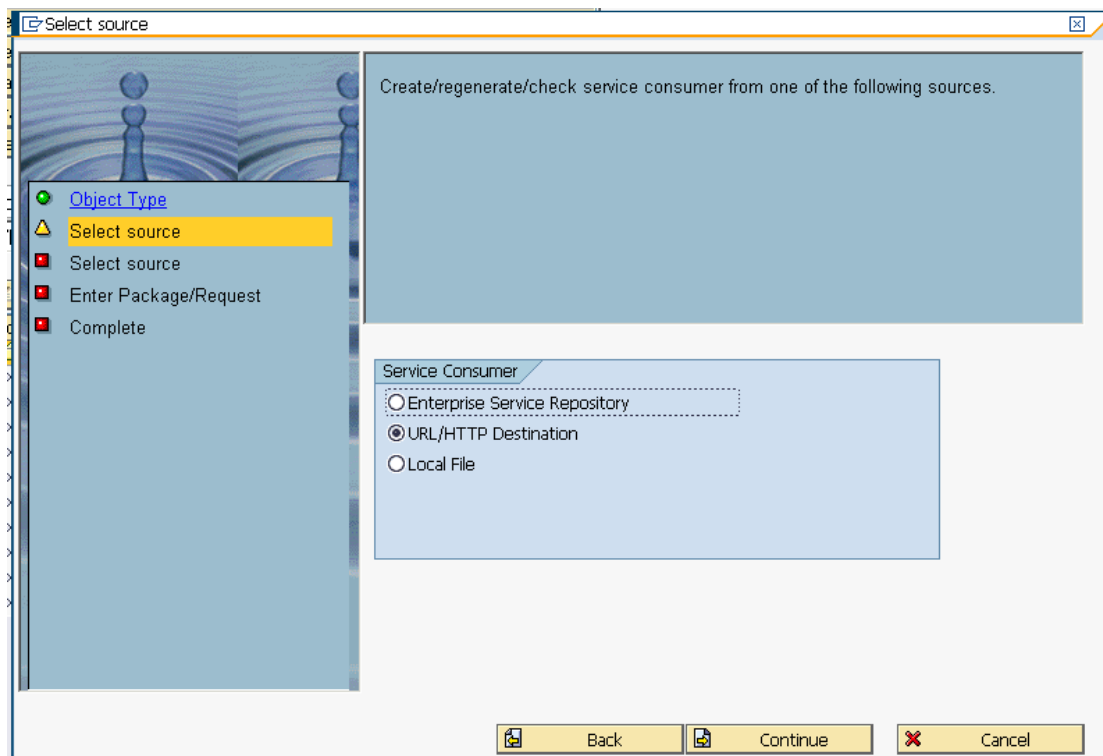 Select source
Create/regenerate/check service consumer from one of the following sources.
Object Type
Select source
Select source
Enter Package/Request
Complete
Service Consumer
Enterprise Service Repository
URL/HTTP Destination
Local File
Back
Continue
Cancel